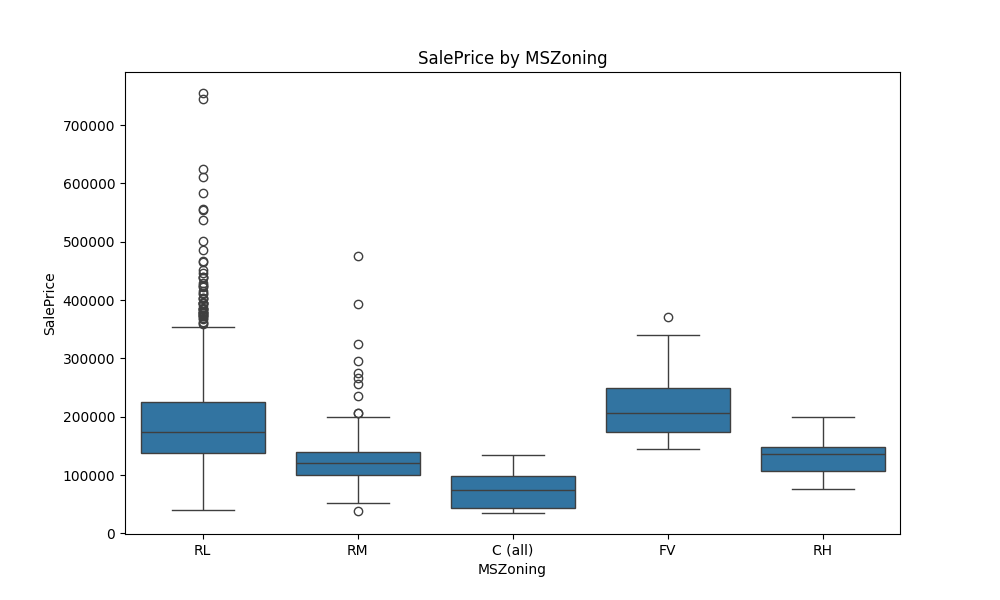 SalePrice by MSZoning
700000
600000
500000
400000
300000
200000
100000
0
SalePrice
RL RM C (all) FV RH
MSZoning